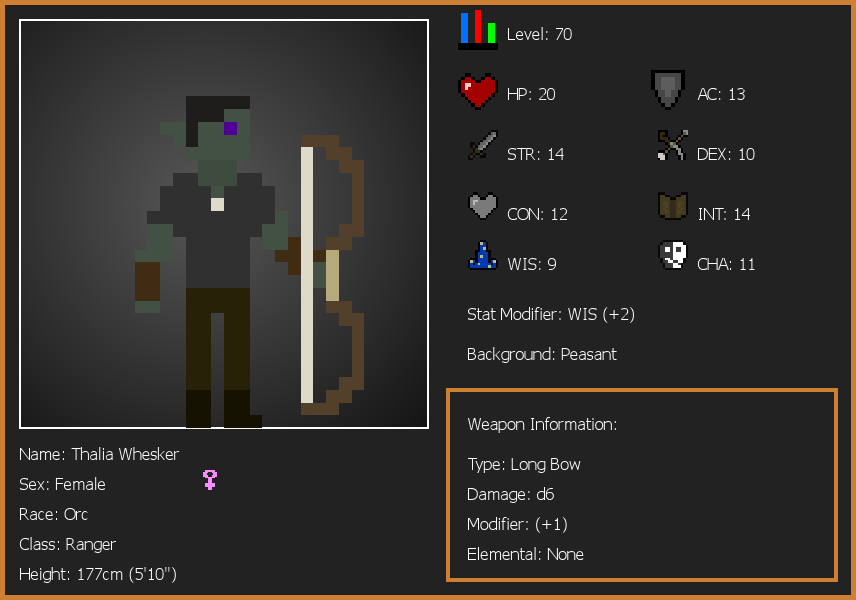 Level: 70
HP: 20
AC: 13
STR: 14
DEX: 10
CON: 12
INT: 14
WIS: 9
CHA: 11
Stat Modifier: WIS (+2)
Background: Peasant
Weapon Information:
Type: Long Bow
Damage: d6
Modifier: (+1)
Elemental: None
Name: Thalia Whesker
Sex: Female
Race: Orc
Class: Ranger
Height: 177cm (5'10")